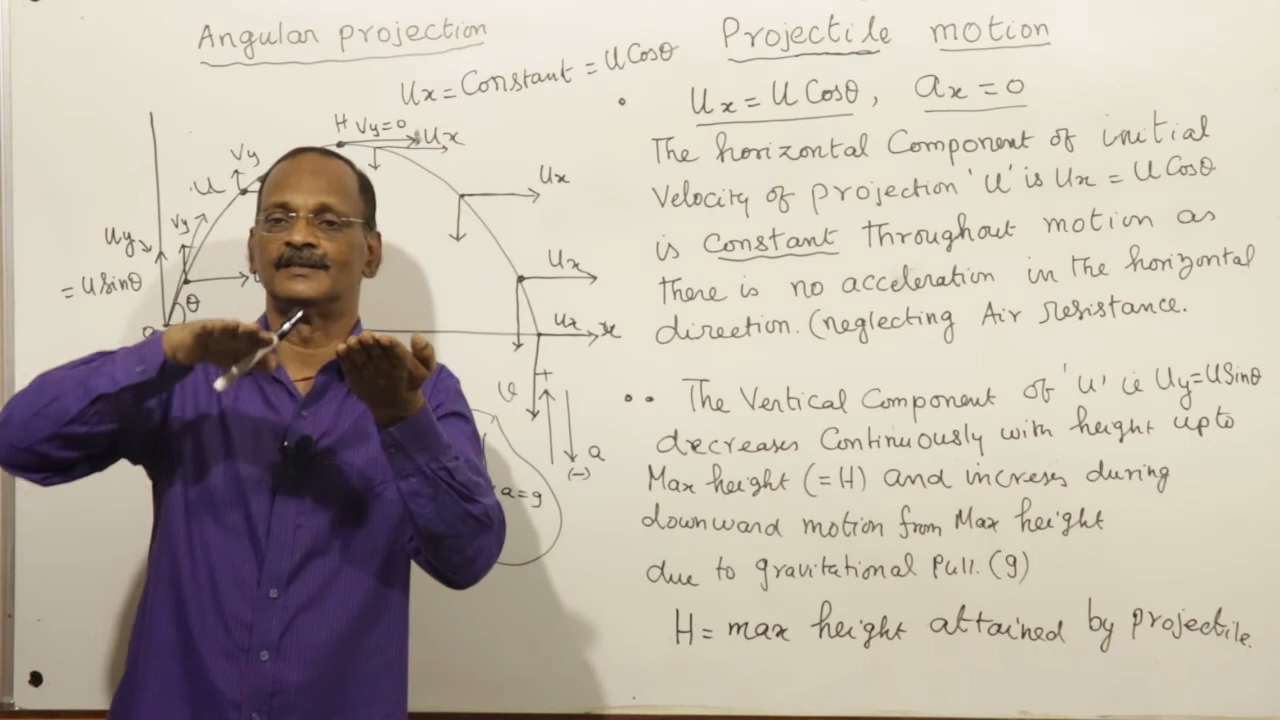 Angular projection
Ux = Constant = U Cosθ
H Vy=0
Ux
Vy
U
Vy
Uy
= U Sinθ
θ
Ux
Ux
Ux
x
v
+
a
(-)
a=g
Projectile motion
Ux = U Cosθ, ax = 0
The horizontal Component of initial
Velocity of projection 'U' is Ux = U Cosθ
is Constant Throughout motion as
There is no acceleration in The horizontal
direction. (neglecting Air resistance.
The Vertical Component of 'U' ie Uy=USinθ
decreases Continuously with height upto
Max height (=H) and increses during
downward motion from Max height
due to gravitational Pull. (g)
H = max height attained by projectile.